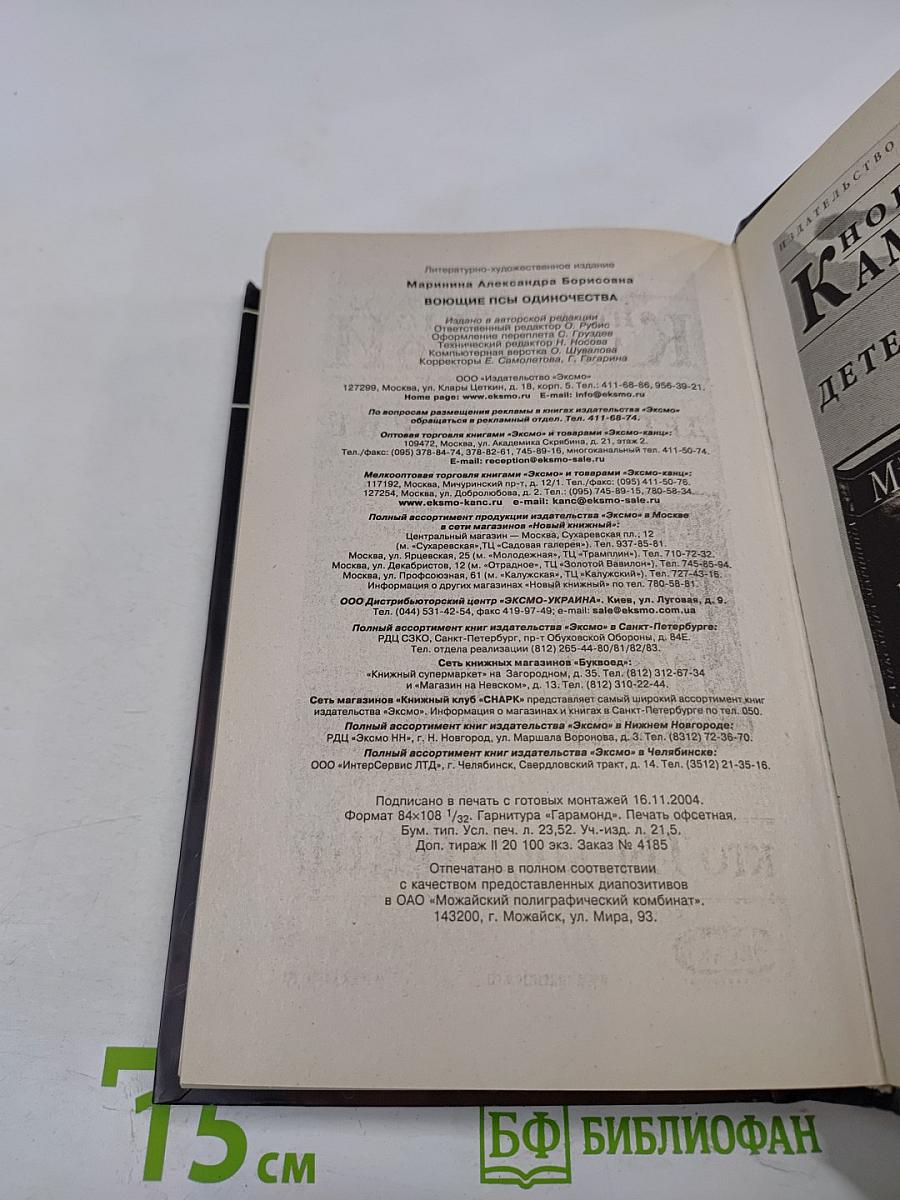 Литературно-художественное издание
Маринина Александра Борисовна
ВОЮЩИЕ ПСЫ ОДИНОЧЕСТВА
Издано в авторской редакции
Ответственный редактор О. Рубис
Оформление переплета С. Груздев
Технический редактор Н. Носова
Компьютерная верстка О. Шувалова
Корректоры Е. Самолетова, Г. Гагарина
ООО «Издательство «Эксмо»
127299, Москва, ул. Клары Цеткин, д. 18, корп. 5. Тел.: 411-68-86, 956-39-21.
Home page: www.eksmo.ru E-mail: info@eksmo.ru
По вопросам размещения рекламы в книгах издательства «Эксмо»
обращаться в рекламный отдел. Тел. 411-68-74.
Оптовая торговля книгами «Эксмо» и товарами «Эксмо-канц»:
109472, Москва, ул. Академика Скрябина, д. 21, этаж 2.
Тел./факс: (095) 378-84-74, 378-82-61, 745-89-16, многоканальный тел. 411-50-74.
E-mail: reception@eksmo-sale.ru
Мелкооптовая торговля книгами «Эксмо» и товарами «Эксмо-канц»:
117192, Москва, Мичуринский пр-т, д. 12/1. Тел./факс: (095) 411-50-76.
127254, Москва, ул. Добролюбова, д. 2. Тел.: (095) 745-89-15, 780-58-34.
www.eksmo-kanc.ru e-mail: kanc@eksmo-sale.ru
Полный ассортимент продукции издательства «Эксмо» в Москве
в сети магазинов «Новый книжный»:
Центральный магазин — Москва, Сухаревская пл., 12
(м. «Сухаревская»,ТЦ «Садовая галерея»). Тел. 937-85-81.
Москва, ул. Ярцевская, 25 (м. «Молодежная», ТЦ «Трамплин»). Тел. 710-72-32.
Москва, ул. Декабристов, 12 (м. «Отрадное», ТЦ «Золотой Вавилон»). Тел. 745-85-94.
Москва, ул. Профсоюзная, 61 (м. «Калужская», ТЦ «Калужский»). Тел. 727-43-16.
Информация о других магазинах «Новый книжный» по тел. 780-58-81.
ООО Дистрибьюторский центр «ЭКСМО-УКРАИНА». Киев, ул. Луговая, д. 9.
Тел. (044) 531-42-54, факс 419-97-49; e-mail: sale@eksmo.com.ua
Полный ассортимент книг издательства «Эксмо» в Санкт-Петербурге:
РДЦ СЗКО, Санкт-Петербург, пр-т Обуховской Обороны, д. 84Е.
Тел. отдела реализации (812) 265-44-80/81/82/83.
Сеть книжных магазинов «Буквоед»:
«Книжный супермаркет» на Загородном, д. 35. Тел. (812) 312-67-34
и «Магазин на Невском», д. 13. Тел. (812) 310-22-44.
Сеть магазинов «Книжный клуб «СНАРК» представляет самый широкий ассортимент книг
издательства «Эксмо». Информация о магазинах и книгах в Санкт-Петербурге по тел. 050.
Полный ассортимент книг издательства «Эксмо» в Нижнем Новгороде:
РДЦ «Эксмо НН», г. Н. Новгород, ул. Маршала Воронова, д. 3. Тел. (8312) 72-36-70.
Полный ассортимент книг издательства «Эксмо» в Челябинске:
ООО «ИнтерСервис ЛТД», г. Челябинск, Свердловский тракт, д. 14. Тел. (3512) 21-35-16.
Подписано в печать с готовых монтажей 16.11.2004.
Формат 84×108 1/32. Гарнитура «Гарамонд». Печать офсетная.
Бум. тип. Усл. печ. л. 23,52. Уч.-изд. л. 21,5.
Доп. тираж II 20 100 экз. Заказ № 4185
Отпечатано в полном соответствии
с качеством предоставленных диапозитивов
в ОАО «Можайский полиграфический комбинат».
143200, г. Можайск, ул. Мира, 93.
ИЗДАТЕЛЬСТВО
КАМ
ДЕТЕ
15 см
БФ БИБЛИОФАН